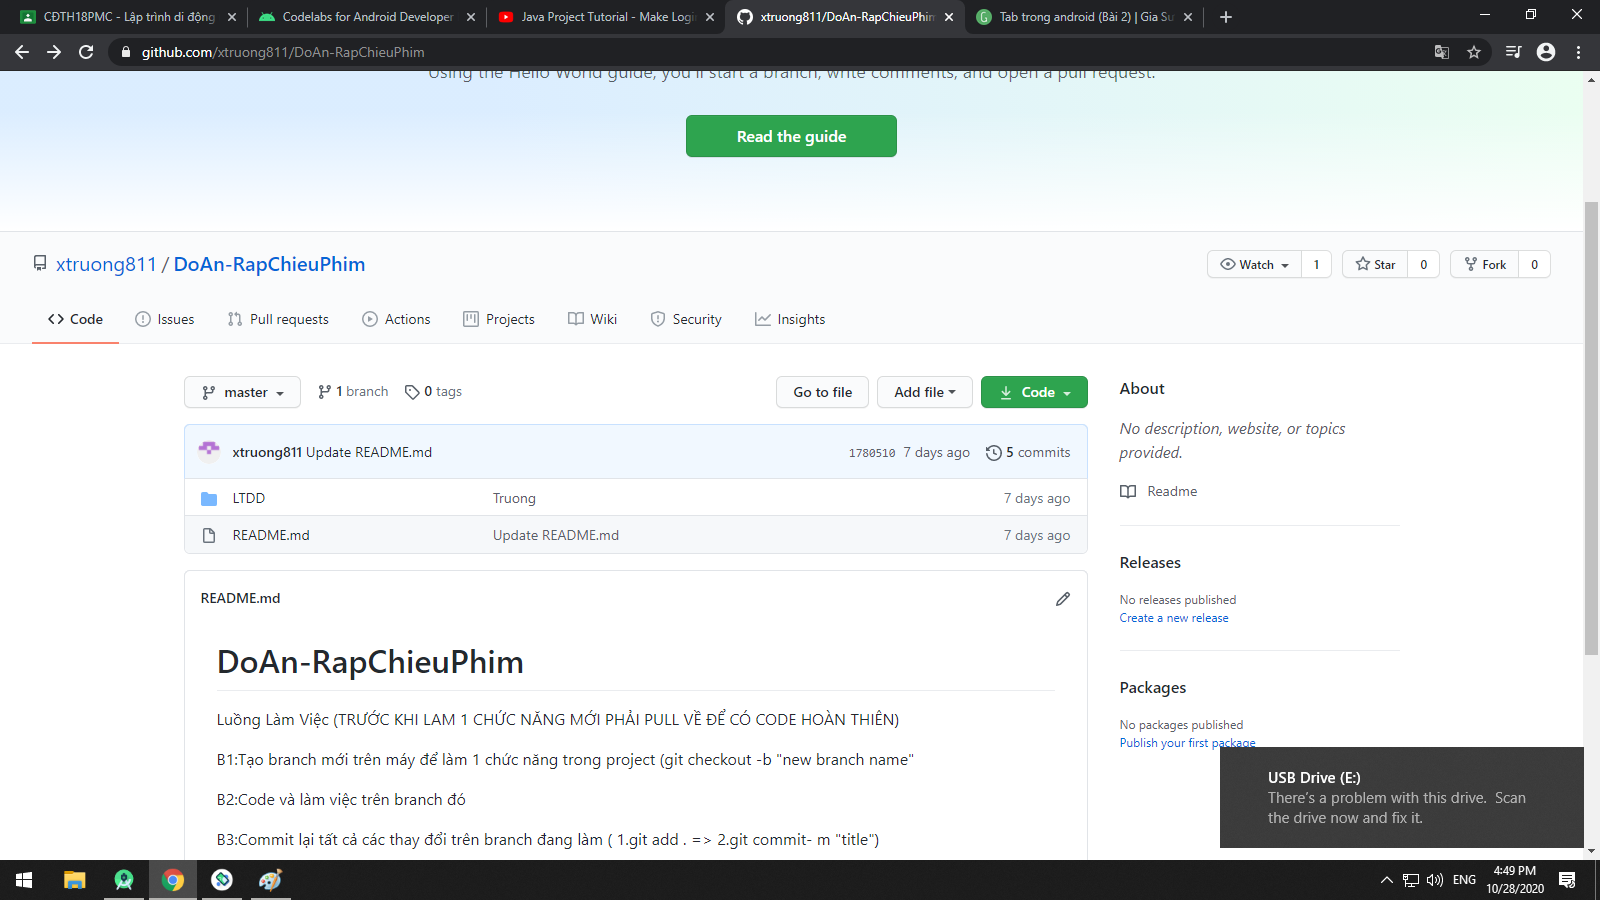 CĐTH18PMC - Lập trình di động
Codelabs for Android Developer
Java Project Tutorial - Make Logi
xtruong811/DoAn-RapChieuPhim
Tab trong android (Bài 2) | Gia Sư
github.com/xtruong811/DoAn-RapChieuPhim
Using the Hello World guide, you'll start a branch, write comments, and open a pull request.
Read the guide
xtruong811 / DoAn-RapChieuPhim
Watch 1
Star 0
Fork 0
Code
Issues
Pull requests
Actions
Projects
Wiki
Security
Insights
master
1 branch
0 tags
Go to file
Add file
Code
xtruong811 Update README.md 1780510 7 days ago 5 commits
LTDD Truong 7 days ago
README.md Update README.md 7 days ago
README.md
DoAn-RapChieuPhim
Luồng Làm Việc (TRƯỚC KHI LAM 1 CHỨC NĂNG MỚI PHẢI PULL VỀ ĐỂ CÓ CODE HOÀN THIÊN)
B1:Tạo branch mới trên máy để làm 1 chức năng trong project (git checkout -b "new branch name"
B2:Code và làm việc trên branch đó
B3:Commit lại tất cả các thay đổi trên branch đang làm ( 1.git add . => 2.git commit- m "title")
About
No description, website, or topics
provided.
Readme
Releases
No releases published
Create a new release
Packages
No packages published
Publish your first package
USB Drive (E:)
There's a problem with this drive. Scan
the drive now and fix it.
ENG
4:49 PM
10/28/2020